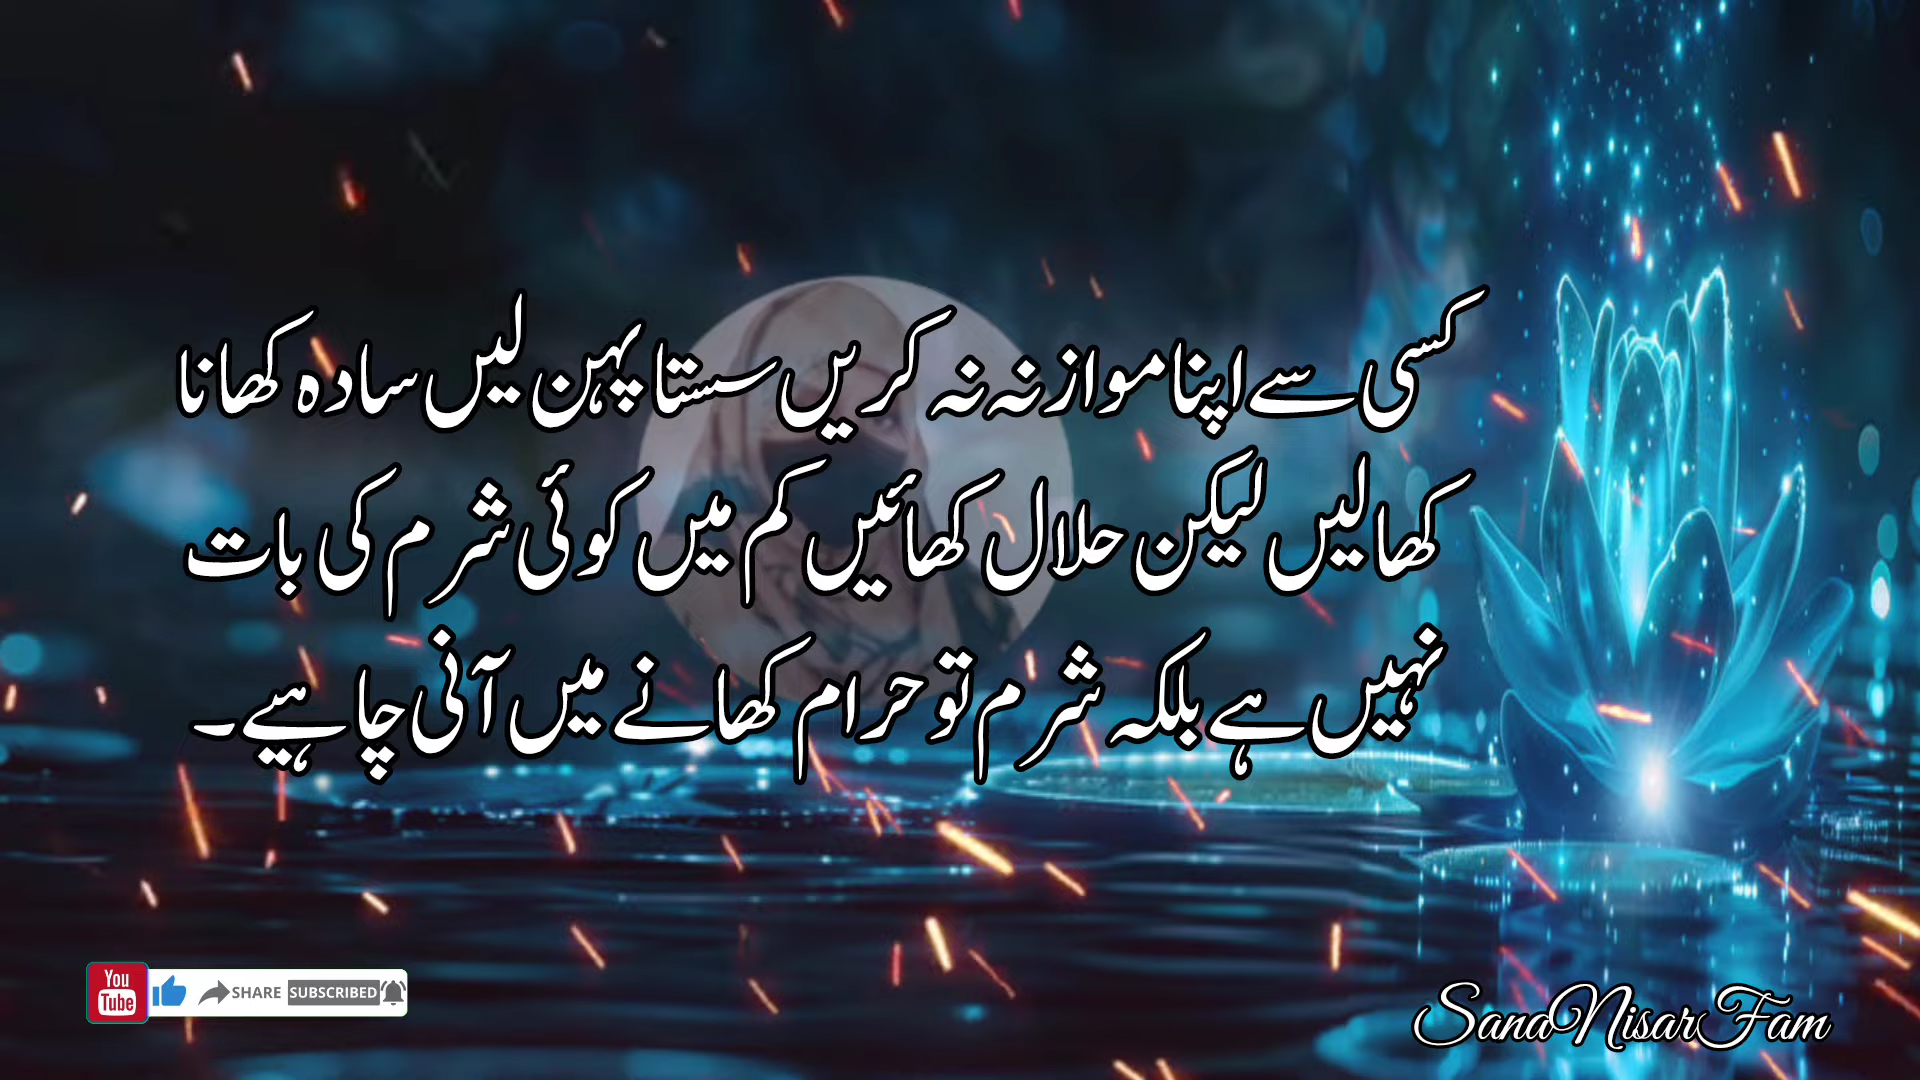 کسی سے اپنا موازنہ نہ کریں سستا پہن لیں سادہ کھانا
کھا لیں لیکن حلال کھائیں کم میں کوئی شرم کی بات
نہیں ہے بلکہ شرم تو حرام کھانے میں آنی چاہیے۔
You
Tube
SHARE
SUBSCRIBED
SanaNisarFam